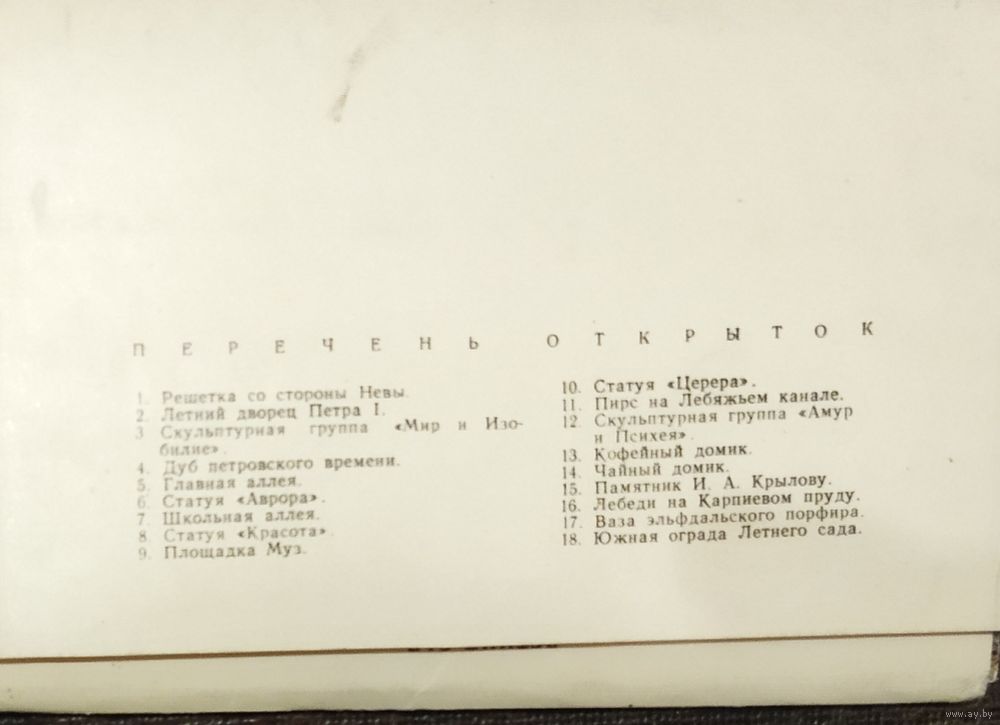 ПЕРЕЧЕНЬ ОТКРЫТОК
1. Решетка со стороны Невы.
2. Летний дворец Петра I.
3 Скульптурная группа «Мир и Изо-
билие».
4. Дуб петровского времени.
5. Главная аллея.
6. Статуя «Аврора».
7. Школьная аллея.
8. Статуя «Красота».
9. Площадка Муз.
10. Статуя «Церера».
11. Пирс на Лебяжьем канале.
12. Скульптурная группа «Амур
и Психея».
13. Кофейный домик.
14. Чайный домик.
15. Памятник И. А. Крылову.
16. Лебеди на Карпиевом пруду.
17. Ваза эльфдальского порфира.
18. Южная ограда Летнего сада.
www.ay.by